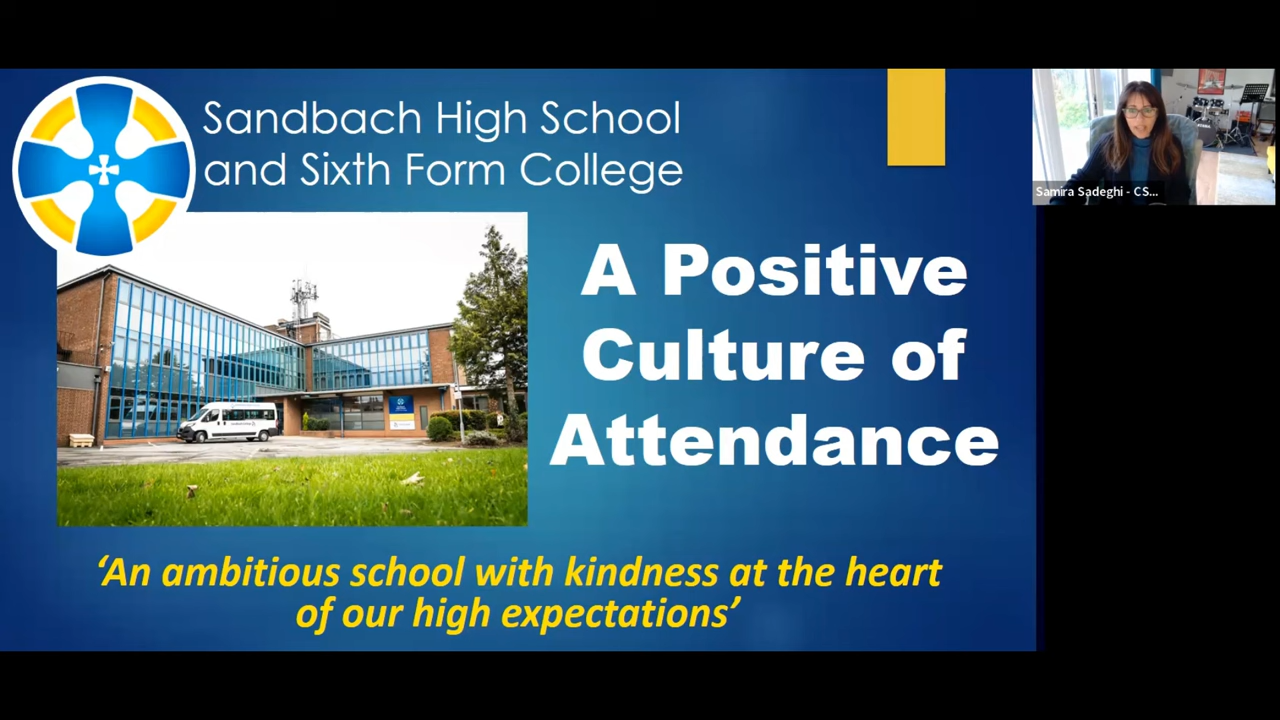 Sandbach High School
and Sixth Form College
A Positive
Culture of
Attendance
‘An ambitious school with kindness at the heart
of our high expectations’
Samira Sadeghi - CS...